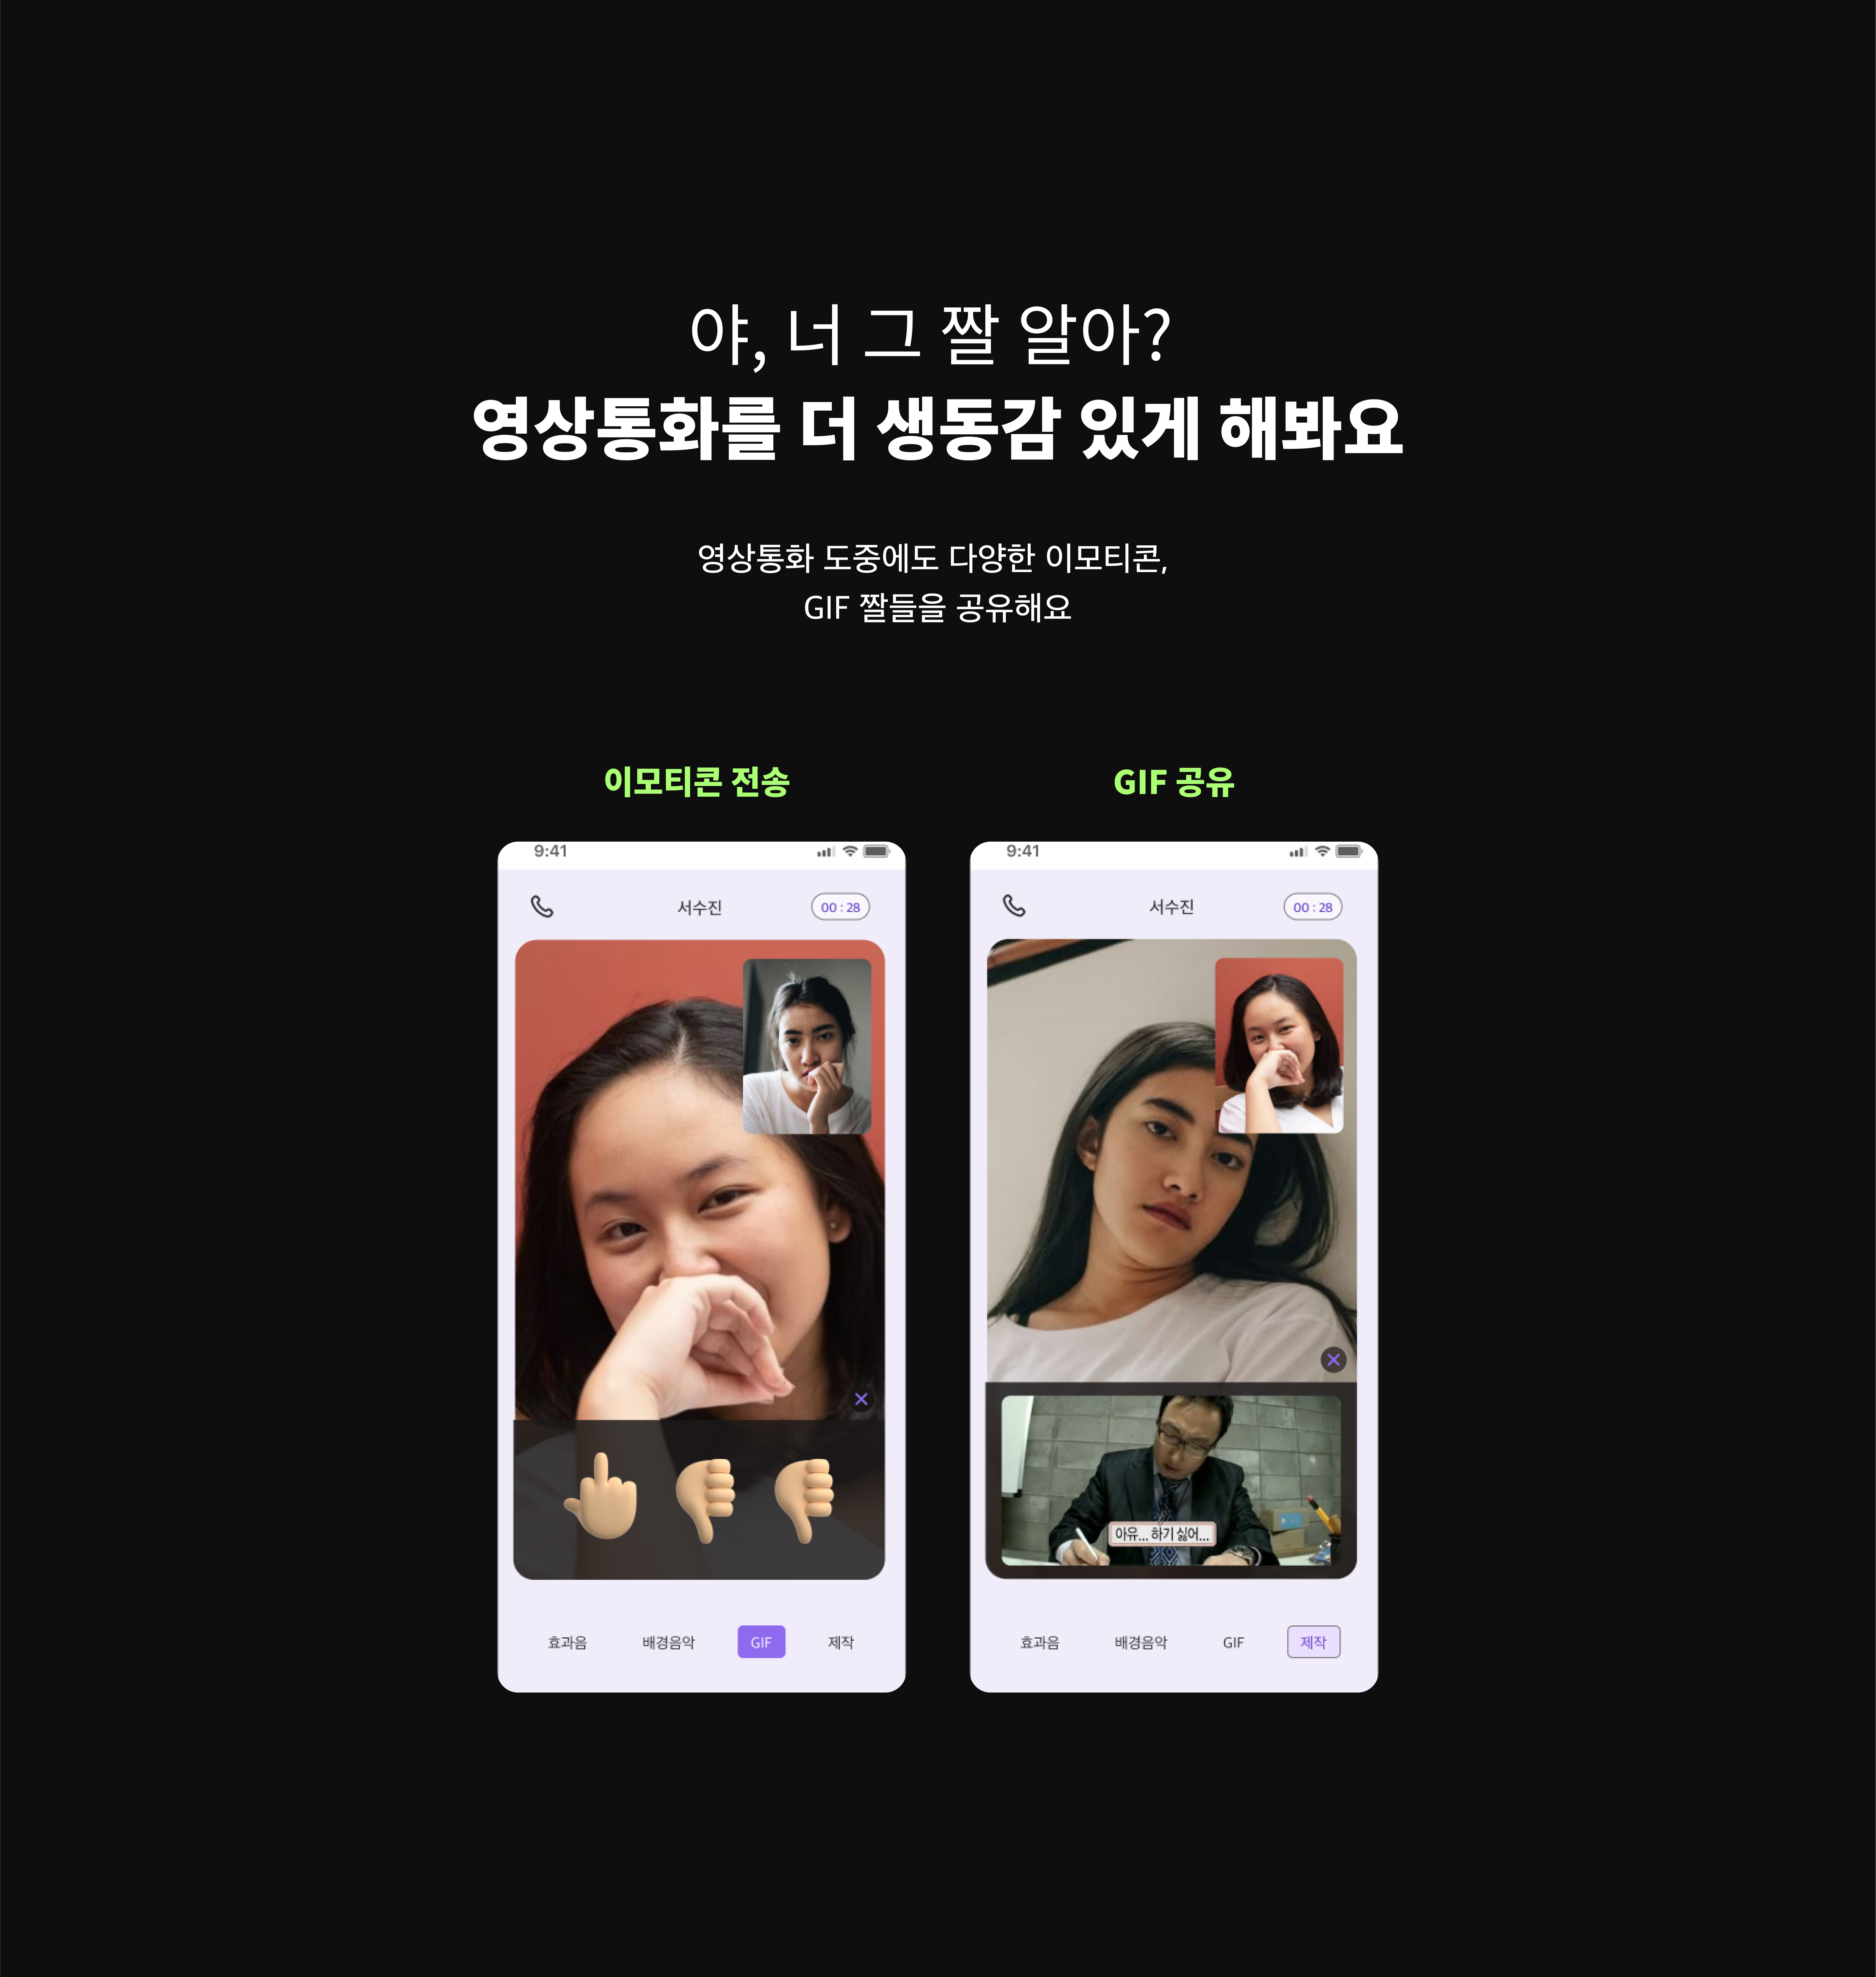 야, 너 그 짤 알아?
영상통화를 더 생동감 있게 해봐요
영상통화 도중에도 다양한 이모티콘,
GIF 짤들을 공유해요
이모티콘 전송
9:41
서수진
00 : 28
효과음 배경음악 GIF 제작
GIF 공유
9:41
서수진
00 : 28
아유... 하기 싫어...
효과음 배경음악 GIF 제작